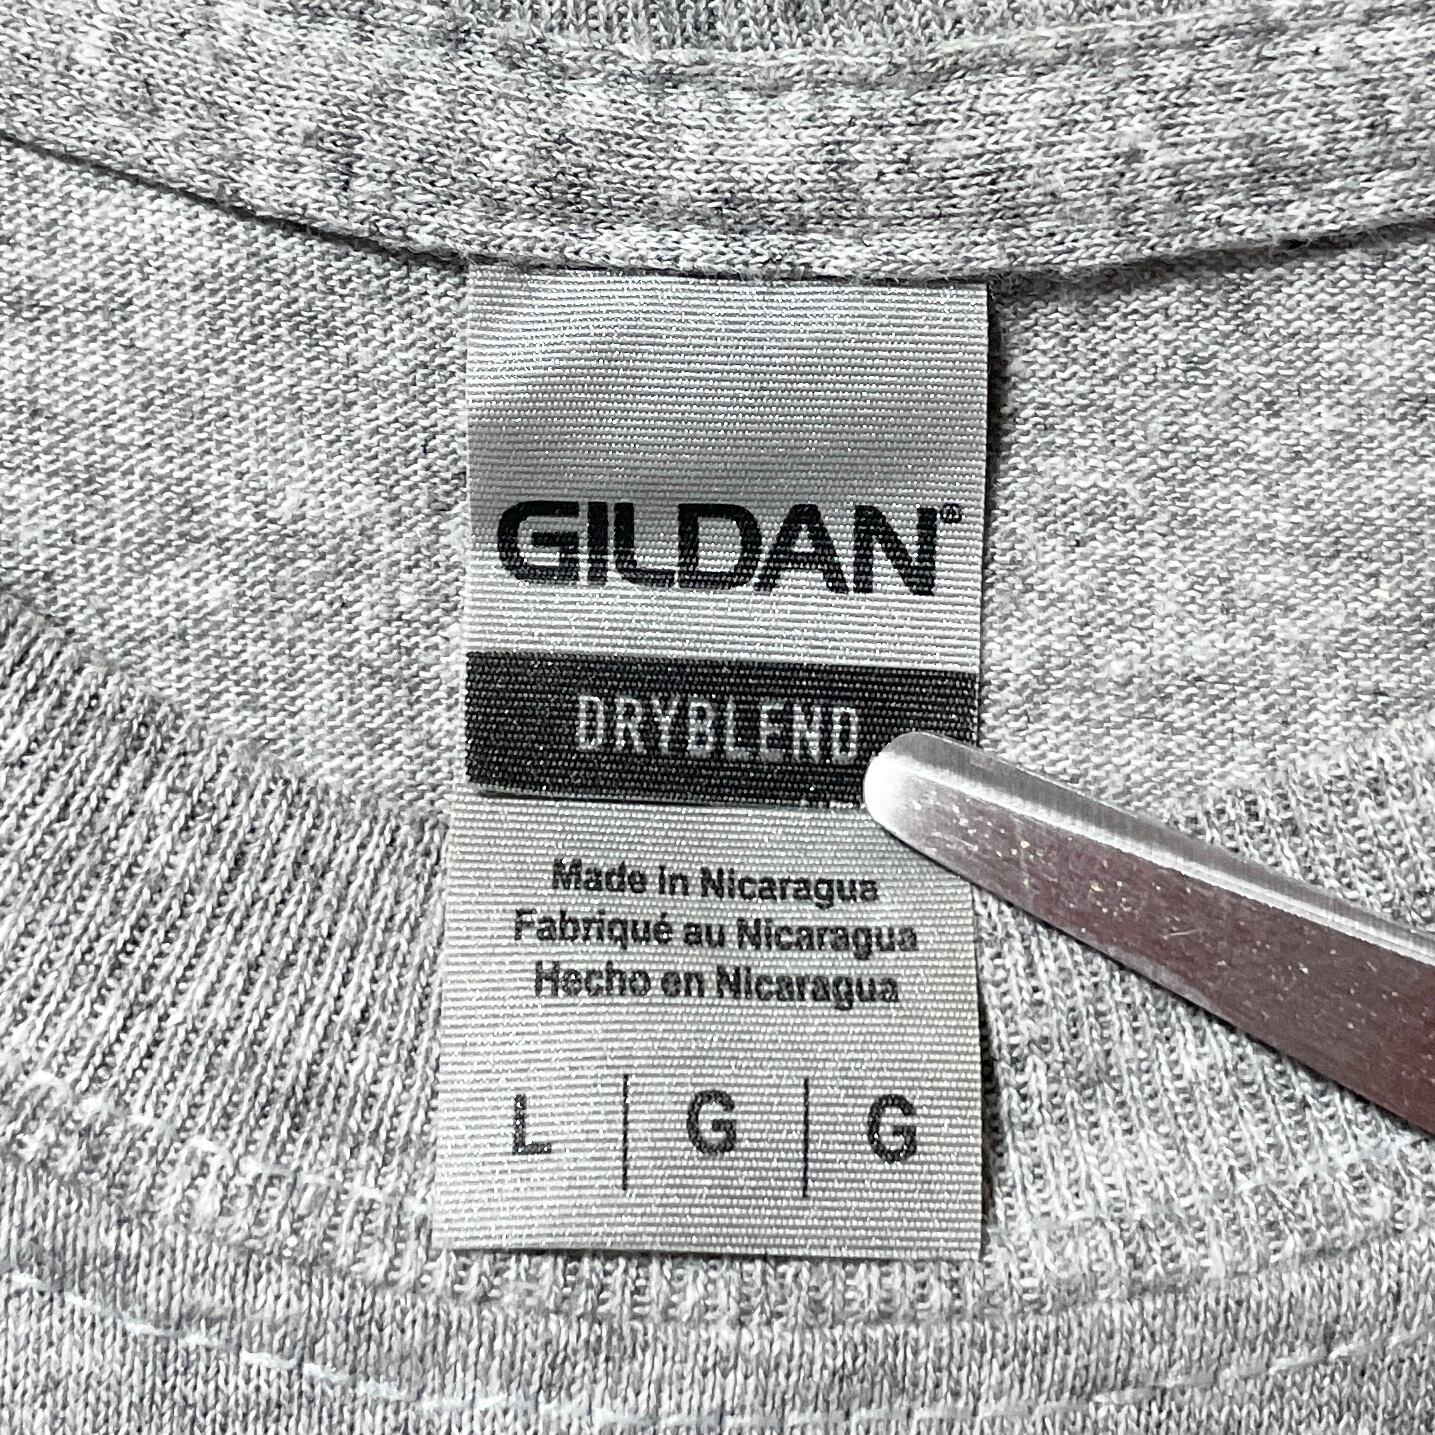 GILDAN®
DRYBLEND
Made in Nicaragua
Fabriqué au Nicaragua
Hecho en Nicaragua
L | G | G